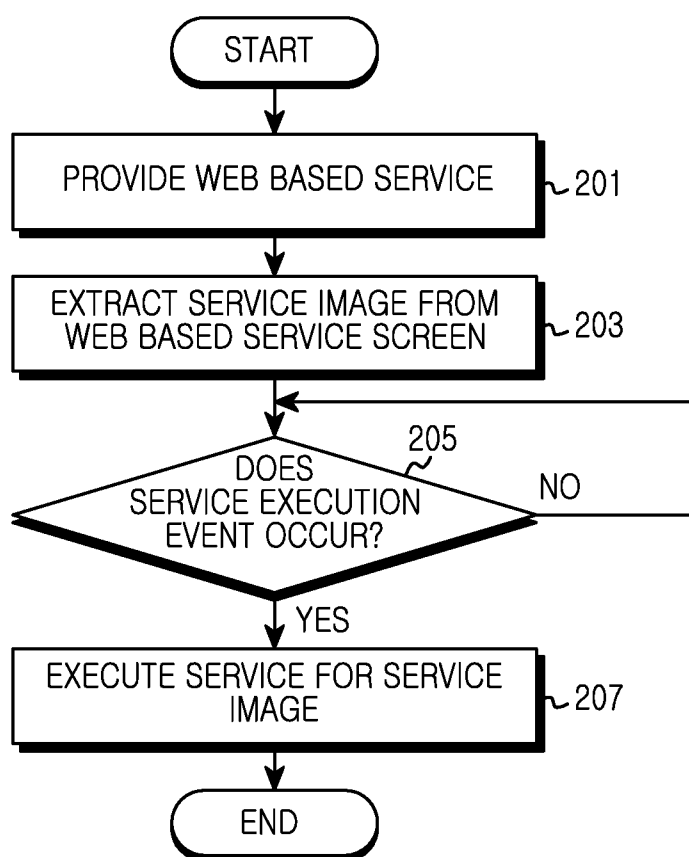 START
PROVIDE WEB BASED SERVICE
201
EXTRACT SERVICE IMAGE FROM
WEB BASED SERVICE SCREEN
203
205
DOES
SERVICE EXECUTION
EVENT OCCUR?
NO
YES
EXECUTE SERVICE FOR SERVICE
IMAGE
207
END